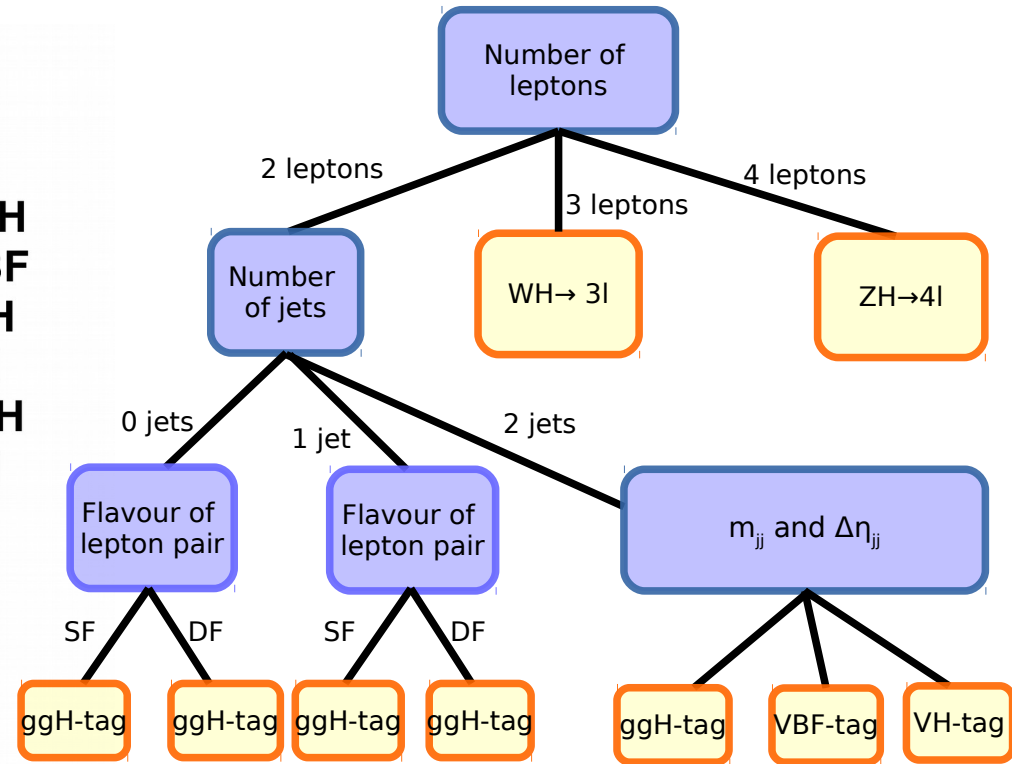 Number of
leptons
2 leptons
3 leptons
4 leptons
H
BF
H
H
Number
of jets
WH→ 3l
ZH→4l
0 jets
1 jet
2 jets
Flavour of
lepton pair
Flavour of
lepton pair
mjj and Δηjj
SF
DF
SF
DF
ggH-tag
ggH-tag
ggH-tag
ggH-tag
ggH-tag
VBF-tag
VH-tag